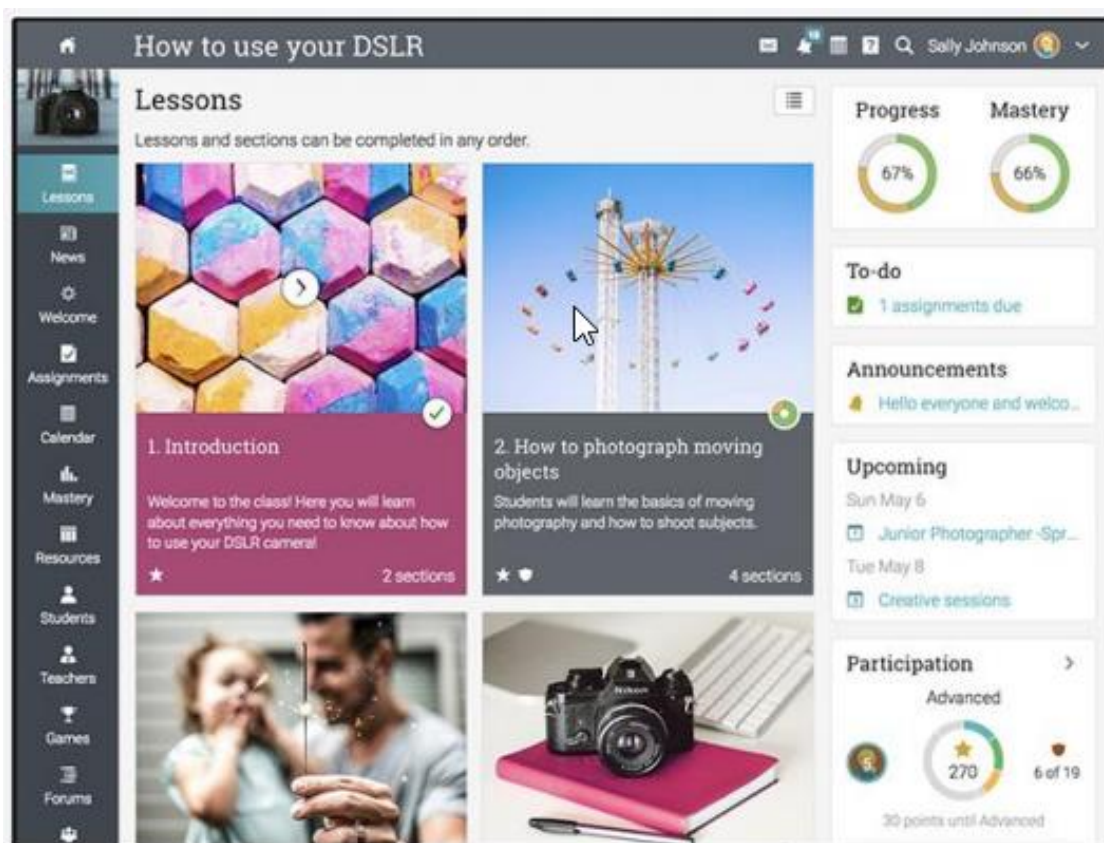 How to use your DSLR
Sally Johnson
Lessons
Lessons and sections can be completed in any order.
1. Introduction
Welcome to the class! Here you will learn
about everything you need to know about how
to use your DSLR camera!
2 sections
2. How to photograph moving
objects
Students will learn the basics of moving
photography and how to shoot subjects.
4 sections
Nikon
Lessons
News
Welcome
Assignments
Calendar
Mastery
Resources
Students
Teachers
Games
Forums
Progress
Mastery
67%
66%
To-do
1 assignments due
Announcements
Hello everyone and welco...
Upcoming
Sun May 6
Junior Photographer -Spr...
Tue May 8
Creative sessions
Participation
Advanced
5
270
6 of 19
30 points until Advanced